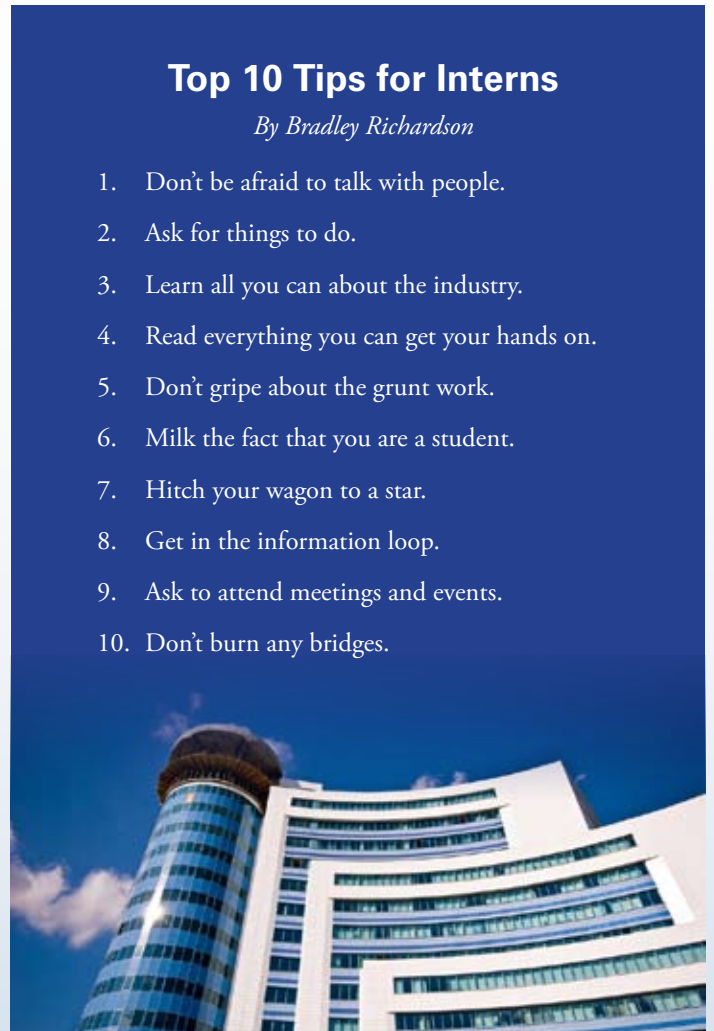 Top 10 Tips for Interns
By Bradley Richardson
1. Don’t be afraid to talk with people.
2. Ask for things to do.
3. Learn all you can about the industry.
4. Read everything you can get your hands on.
5. Don’t gripe about the grunt work.
6. Milk the fact that you are a student.
7. Hitch your wagon to a star.
8. Get in the information loop.
9. Ask to attend meetings and events.
10. Don’t burn any bridges.